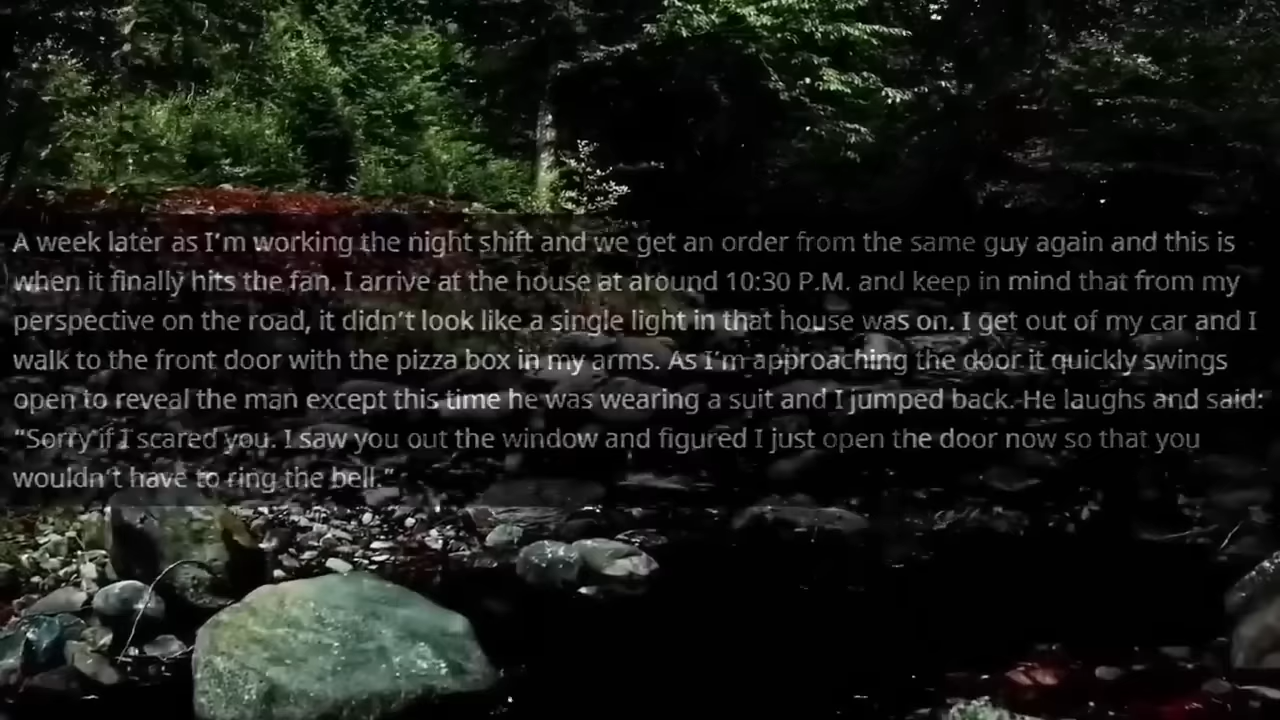 A week later as I'm working the night shift and we get an order from the same guy again and this is
when it finally hits the fan. I arrive at the house at around 10:30 P.M. and keep in mind that from my
perspective on the road, it didn't look like a single light in that house was on. I get out of my car and I
walk to the front door with the pizza box in my arms. As I'm approaching the door it quickly swings
open to reveal the man except this time he was wearing a suit and I jumped back. He laughs and said:
"Sorry if I scared you. I saw you out the window and figured I just open the door now so that you
wouldn't have to ring the bell."